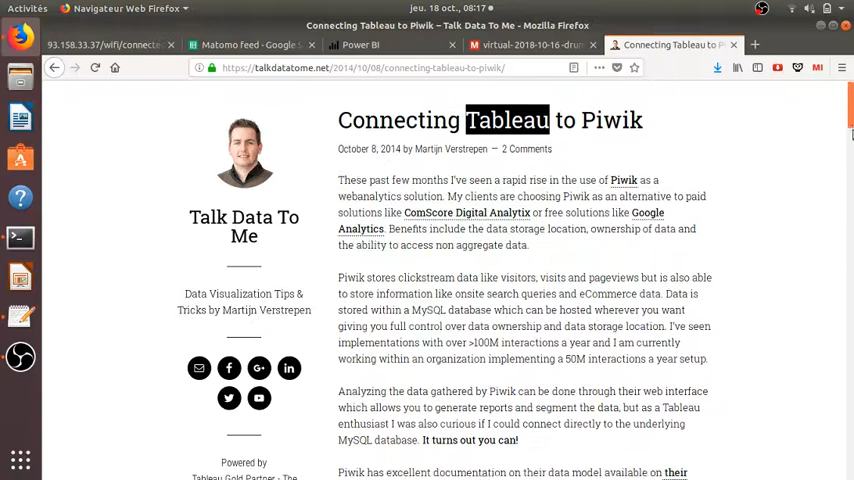 Activités
Navigateur Web Firefox
jeu. 18 oct., 08:17
Connecting Tableau to Piwik – Talk Data To Me - Mozilla Firefox
93.158.33.37/wifi/connecte
Matomo feed - Google S
Power BI
virtual-2018-10-16-drum
Connecting Tableau to P
https://talkdatatome.net/2014/10/08/connecting-tableau-to-piwik/
MI
Talk Data To
Me
Data Visualization Tips &
Tricks by Martijn Verstrepen
Powered by
Tableau Gold Partner - The
Connecting Tableau to Piwik
October 8, 2014 by Martijn Verstrepen — 2 Comments
These past few months I've seen a rapid rise in the use of Piwik as a
webanalytics solution. My clients are choosing Piwik as an alternative to paid
solutions like ComScore Digital Analytix or free solutions like Google
Analytics. Benefits include the data storage location, ownership of data and
the ability to access non aggregate data.
Piwik stores clickstream data like visitors, visits and pageviews but is also able
to store information like onsite search queries and eCommerce data. Data is
stored within a MySQL database which can be hosted wherever you want
giving you full control over data ownership and data storage location. I've seen
implementations with over >100M interactions a year and I am currently
working within an organization implementing a 50M interactions a year setup.
Analyzing the data gathered by Piwik can be done through their web interface
which allows you to generate reports and segment the data, but as a Tableau
enthusiast I was also curious if I could connect directly to the underlying
MySQL database. It turns out you can!
Piwik has excellent documentation on their data model available on their